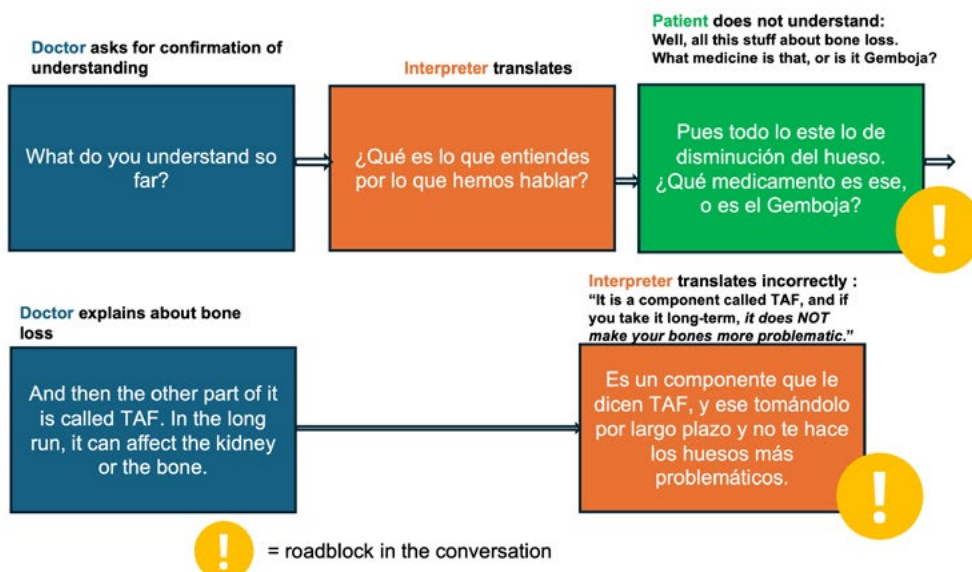 Doctor asks for confirmation of
understanding
What do you understand so
far?
Interpreter translates
¿Qué es lo que entiendes
por lo que hemos hablar?
Patient does not understand:
Well, all this stuff about bone loss.
What medicine is that, or is it Gemboja?
Pues todo lo este lo de
disminución del hueso.
¿Qué medicamento es ese,
o es el Gemboja?
!
Doctor explains about bone
loss
And then the other part of it
is called TAF. In the long
run, it can affect the kidney
or the bone.
Interpreter translates incorrectly :
“It is a component called TAF, and if
you take it long-term, it does NOT
make your bones more problematic.”
Es un componente que le
dicen TAF, y ese tomándolo
por largo plazo y no te hace
los huesos más
problemáticos.
!
! = roadblock in the conversation